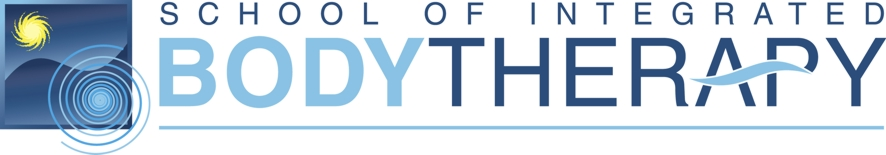 SCHOOL OF INTEGRATED
BODYTHERAPY